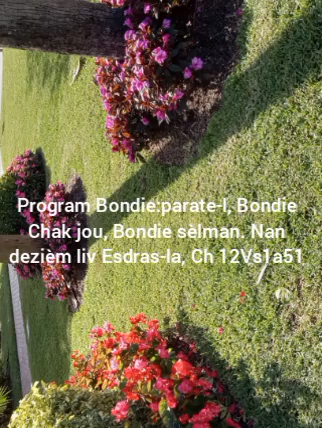 Program Bondie:parate-l, Bondie
Chak jou, Bondie sèlman. Nan
dezièm liv Esdras-la, Ch 12Vs1a51